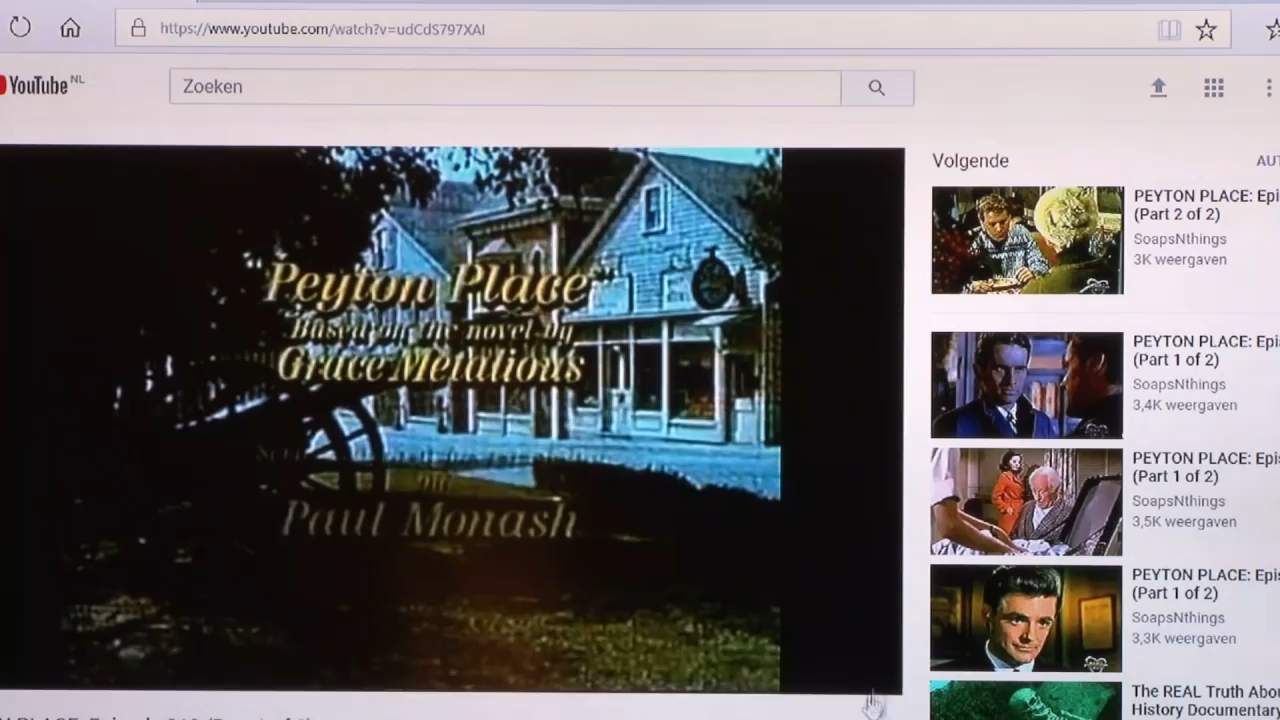 https://www.youtube.com/watch?v=udCdS797XAI
YouTube NL
Zoeken
Peyton Place
Based on the novel by
Grace Metalious
Paul Monash
Volgende
PEYTON PLACE: Epi
(Part 2 of 2)
SoapsNthings
3K weergaven
PEYTON PLACE: Epi
(Part 1 of 2)
SoapsNthings
3,4K weergaven
PEYTON PLACE: Epi
(Part 1 of 2)
SoapsNthings
3,5K weergaven
PEYTON PLACE: Epi
(Part 1 of 2)
SoapsNthings
3,3K weergaven
The REAL Truth Abou
History Documentary